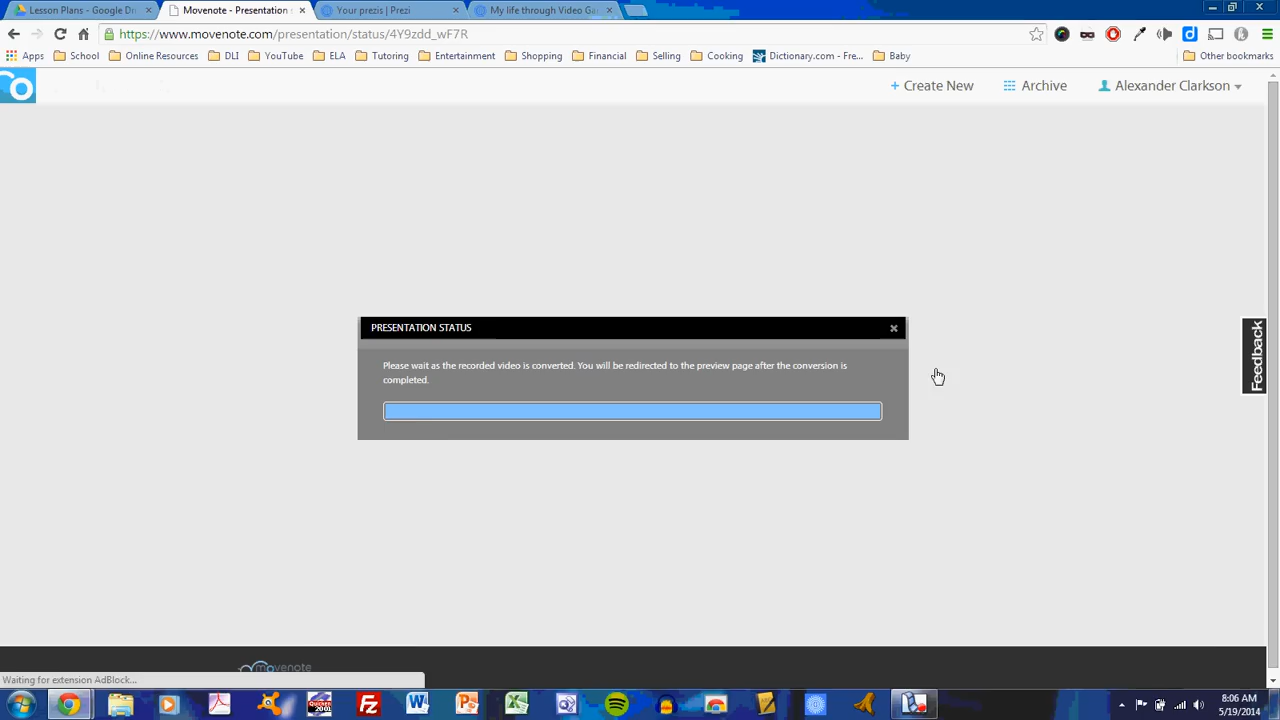 Lesson Plans - Google Dri
Movenote - Presentation
Your prezis | Prezi
My life through Video Ga
https://www.movenote.com/presentation/status/4Y9zdd_wF7R
Apps
School
Online Resources
DLI
YouTube
ELA
Tutoring
Entertainment
Shopping
Financial
Selling
Cooking
Dictionary.com - Fre...
Baby
Other bookmarks
+ Create New
Archive
Alexander Clarkson
PRESENTATION STATUS
Please wait as the recorded video is converted. You will be redirected to the preview page after the conversion is
completed.
Feedback
movenote
Waiting for extension AdBlock...
8:06 AM
5/19/2014